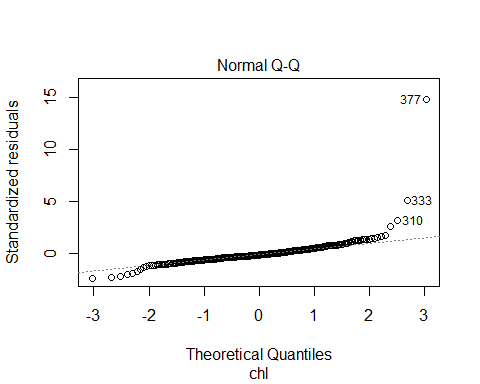 Normal Q-Q
Standardized residuals
15
10
5
0
377
333
310
-3 -2 -1 0 1 2 3
Theoretical Quantiles
chl